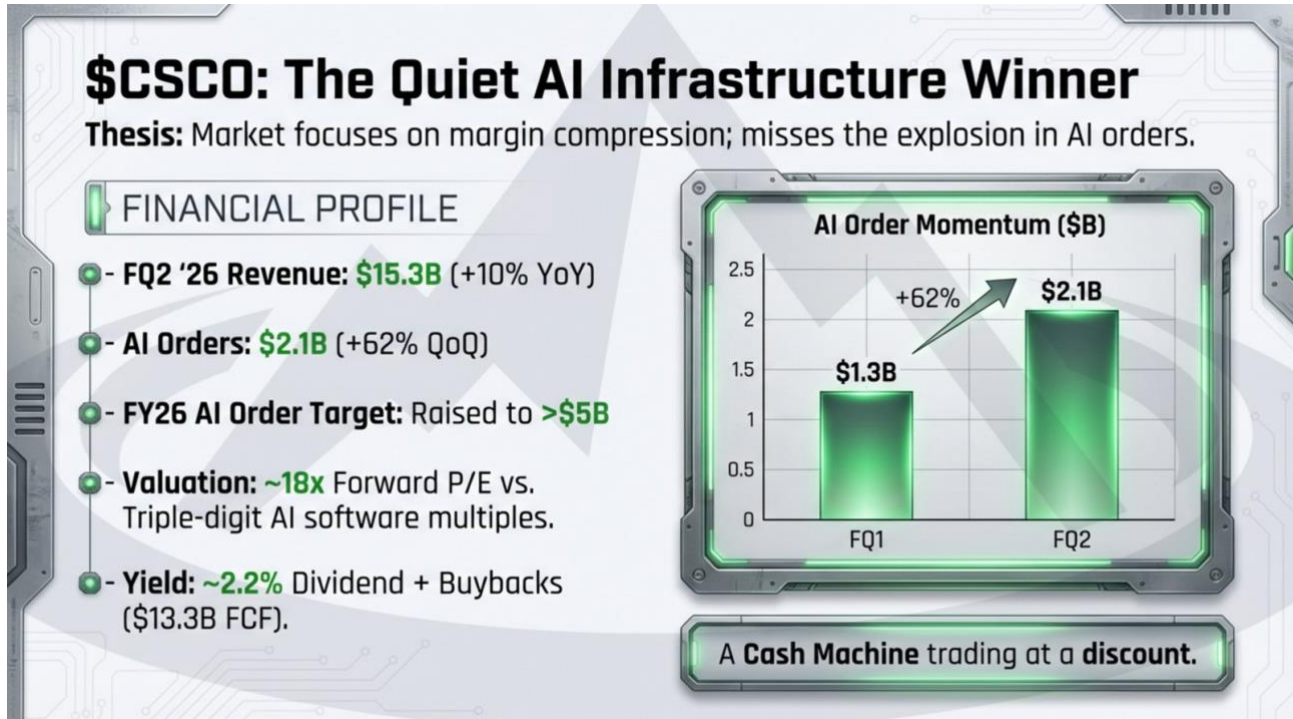 $CSCO: The Quiet AI Infrastructure Winner
Thesis: Market focuses on margin compression; misses the explosion in AI orders.
FINANCIAL PROFILE
- FQ2 '26 Revenue: $15.3B (+10% YoY)
- AI Orders: $2.1B (+62% QoQ)
- FY26 AI Order Target: Raised to >$5B
- Valuation: ~18x Forward P/E vs.
Triple-digit AI software multiples.
- Yield: ~2.2% Dividend + Buybacks
($13.3B FCF).
AI Order Momentum ($B)
2.5
2
1.5
1
0.5
0
+62%
$1.3B
$2.1B
FQ1
FQ2
A Cash Machine trading at a discount.